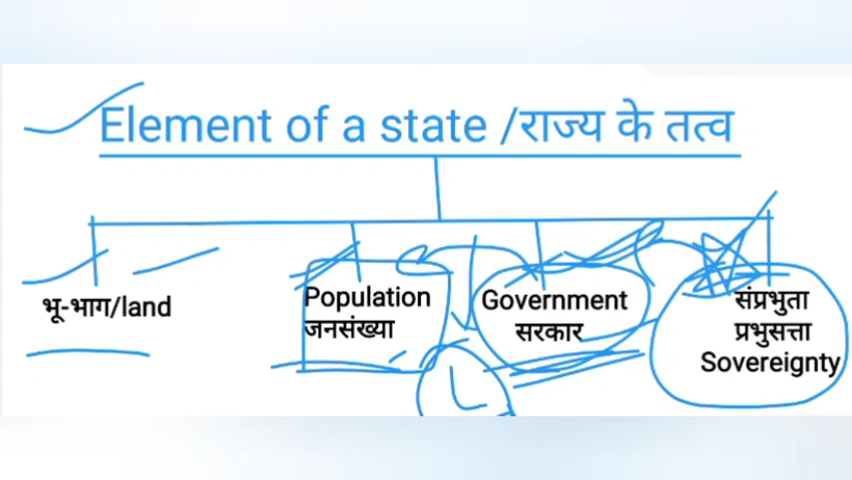 Element of a state /राज्य के तत्व
भू-भाग/land
Population
जनसंख्या
Government
सरकार
संप्रभुता
प्रभुसत्ता
Sovereignty